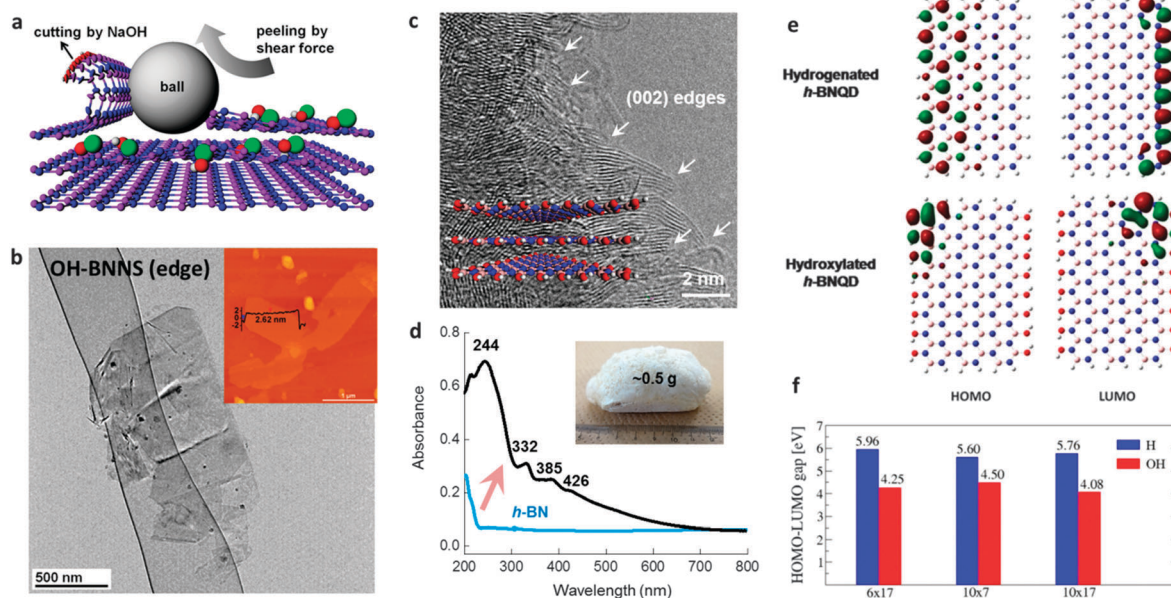 a
cutting by NaOH
peeling by
shear force
ball
b
OH-BNNS (edge)
2.62 nm
1 µm
500 nm
c
(002) edges
2 nm
d
0.8
0.6
0.4
0.2
0.0
Absorbance
244
332
385
426
h-BN
~0.5 g
200 300 400 500 600 700 800
Wavelength (nm)
e
Hydrogenated
h-BNQD
Hydroxylated
h-BNQD
HOMO
LUMO
f
HOMO-LUMO gap [eV]
7
6
5
4
3
2
1
5.96
4.25
5.60
4.50
5.76
4.08
H
OH
6x17
10x7
10x17